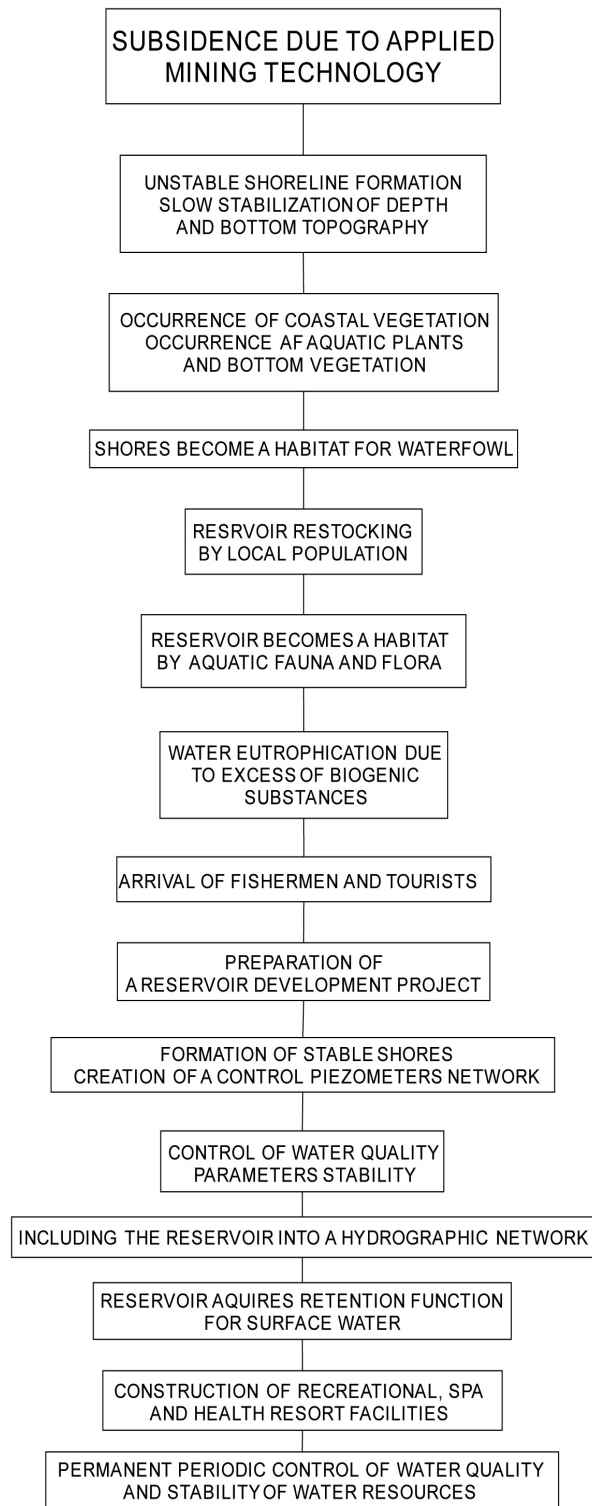 SUBSIDENCE DUE TO APPLIED
MINING TECHNOLOGY
UNSTABLE SHORELINE FORMATION
SLOW STABILIZATION OF DEPTH
AND BOTTOM TOPOGRAPHY
OCCURRENCE OF COASTAL VEGETATION
OCCURRENCE AF AQUATIC PLANTS
AND BOTTOM VEGETATION
SHORES BECOME A HABITAT FOR WATERFOWL
RESRVOIR RESTOCKING
BY LOCAL POPULATION
RESERVOIR BECOMES A HABITAT
BY AQUATIC FAUNA AND FLORA
WATER EUTROPHICATION DUE
TO EXCESS OF BIOGENIC
SUBSTANCES
ARRIVAL OF FISHERMEN AND TOURISTS
PREPARATION OF
A RESERVOIR DEVELOPMENT PROJECT
FORMATION OF STABLE SHORES
CREATION OF A CONTROL PIEZOMETERS NETWORK
CONTROL OF WATER QUALITY
PARAMETERS STABILITY
INCLUDING THE RESERVOIR INTO A HYDROGRAPHIC NETWORK
RESERVOIR AQUIRES RETENTION FUNCTION
FOR SURFACE WATER
CONSTRUCTION OF RECREATIONAL, SPA
AND HEALTH RESORT FACILITIES
PERMANENT PERIODIC CONTROL OF WATER QUALITY
AND STABILITY OF WATER RESOURCES